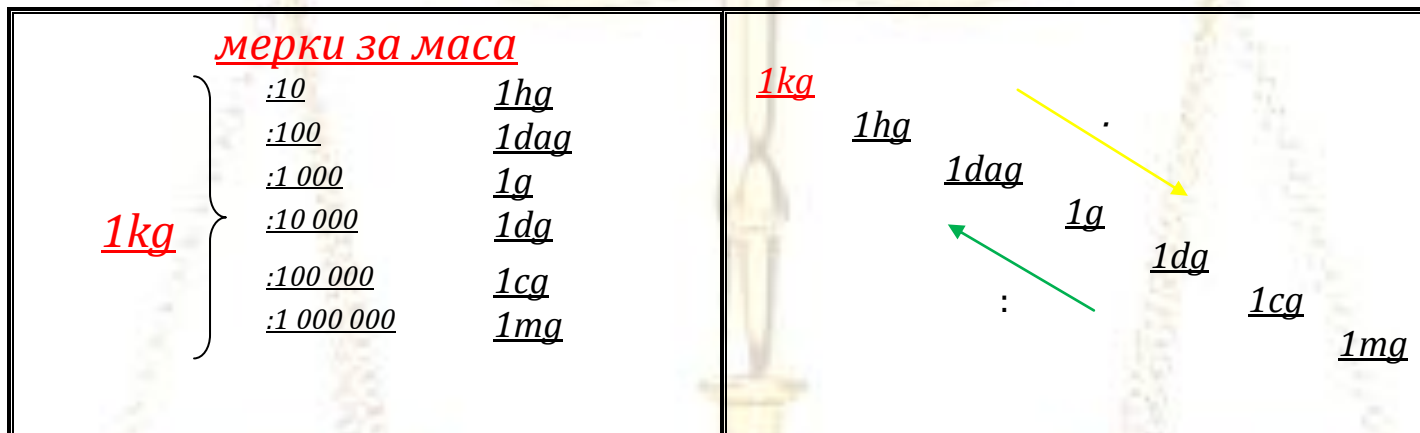 мерки за маса
:10 1hg
:100 1dag
:1 000 1g
:10 000 1dg
:100 000 1cg
:1 000 000 1mg
1kg
1kg
1hg
1dag
1g
1dg
1cg
1mg
·
: